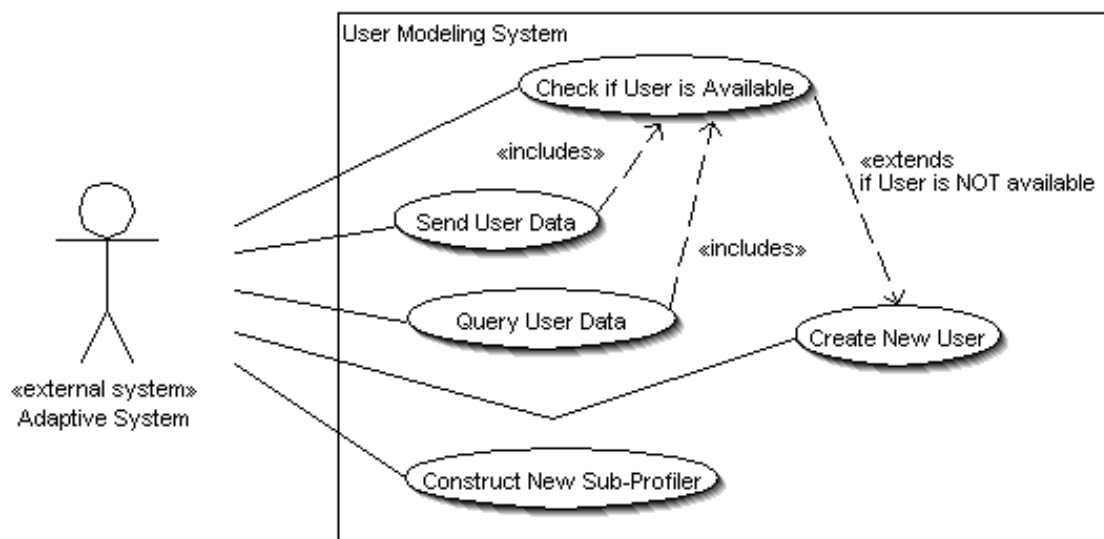 User Modeling System
Check if User is Available
«includes»
«extends
if User is NOT available
Send User Data
«includes»
Query User Data
Create New User
«external system»
Adaptive System
Construct New Sub-Profiler